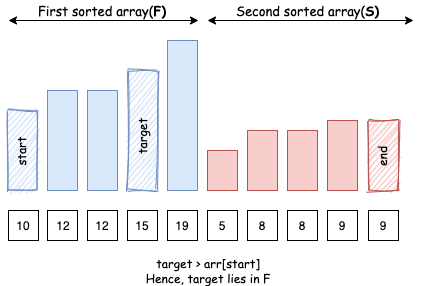 First sorted array(F) Second sorted array(S)
start target end
10 12 12 15 19 5 8 8 9 9
target > arr[start]
Hence, target lies in F